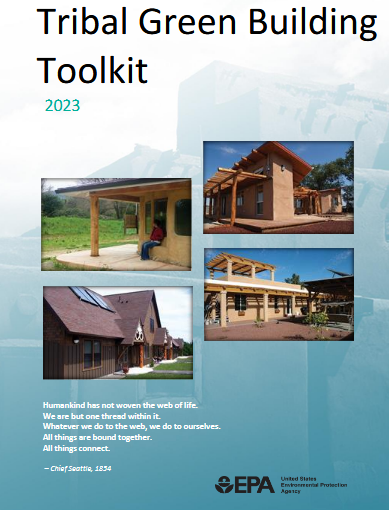 Tribal Green Building
Toolkit
2023
Humankind has not woven the web of life.
We are but one thread within it.
Whatever we do to the web, we do to ourselves.
All things are bound together.
All things connect.
— Chief Seattle, 1854
EPA
United States
Environmental Protection
Agency